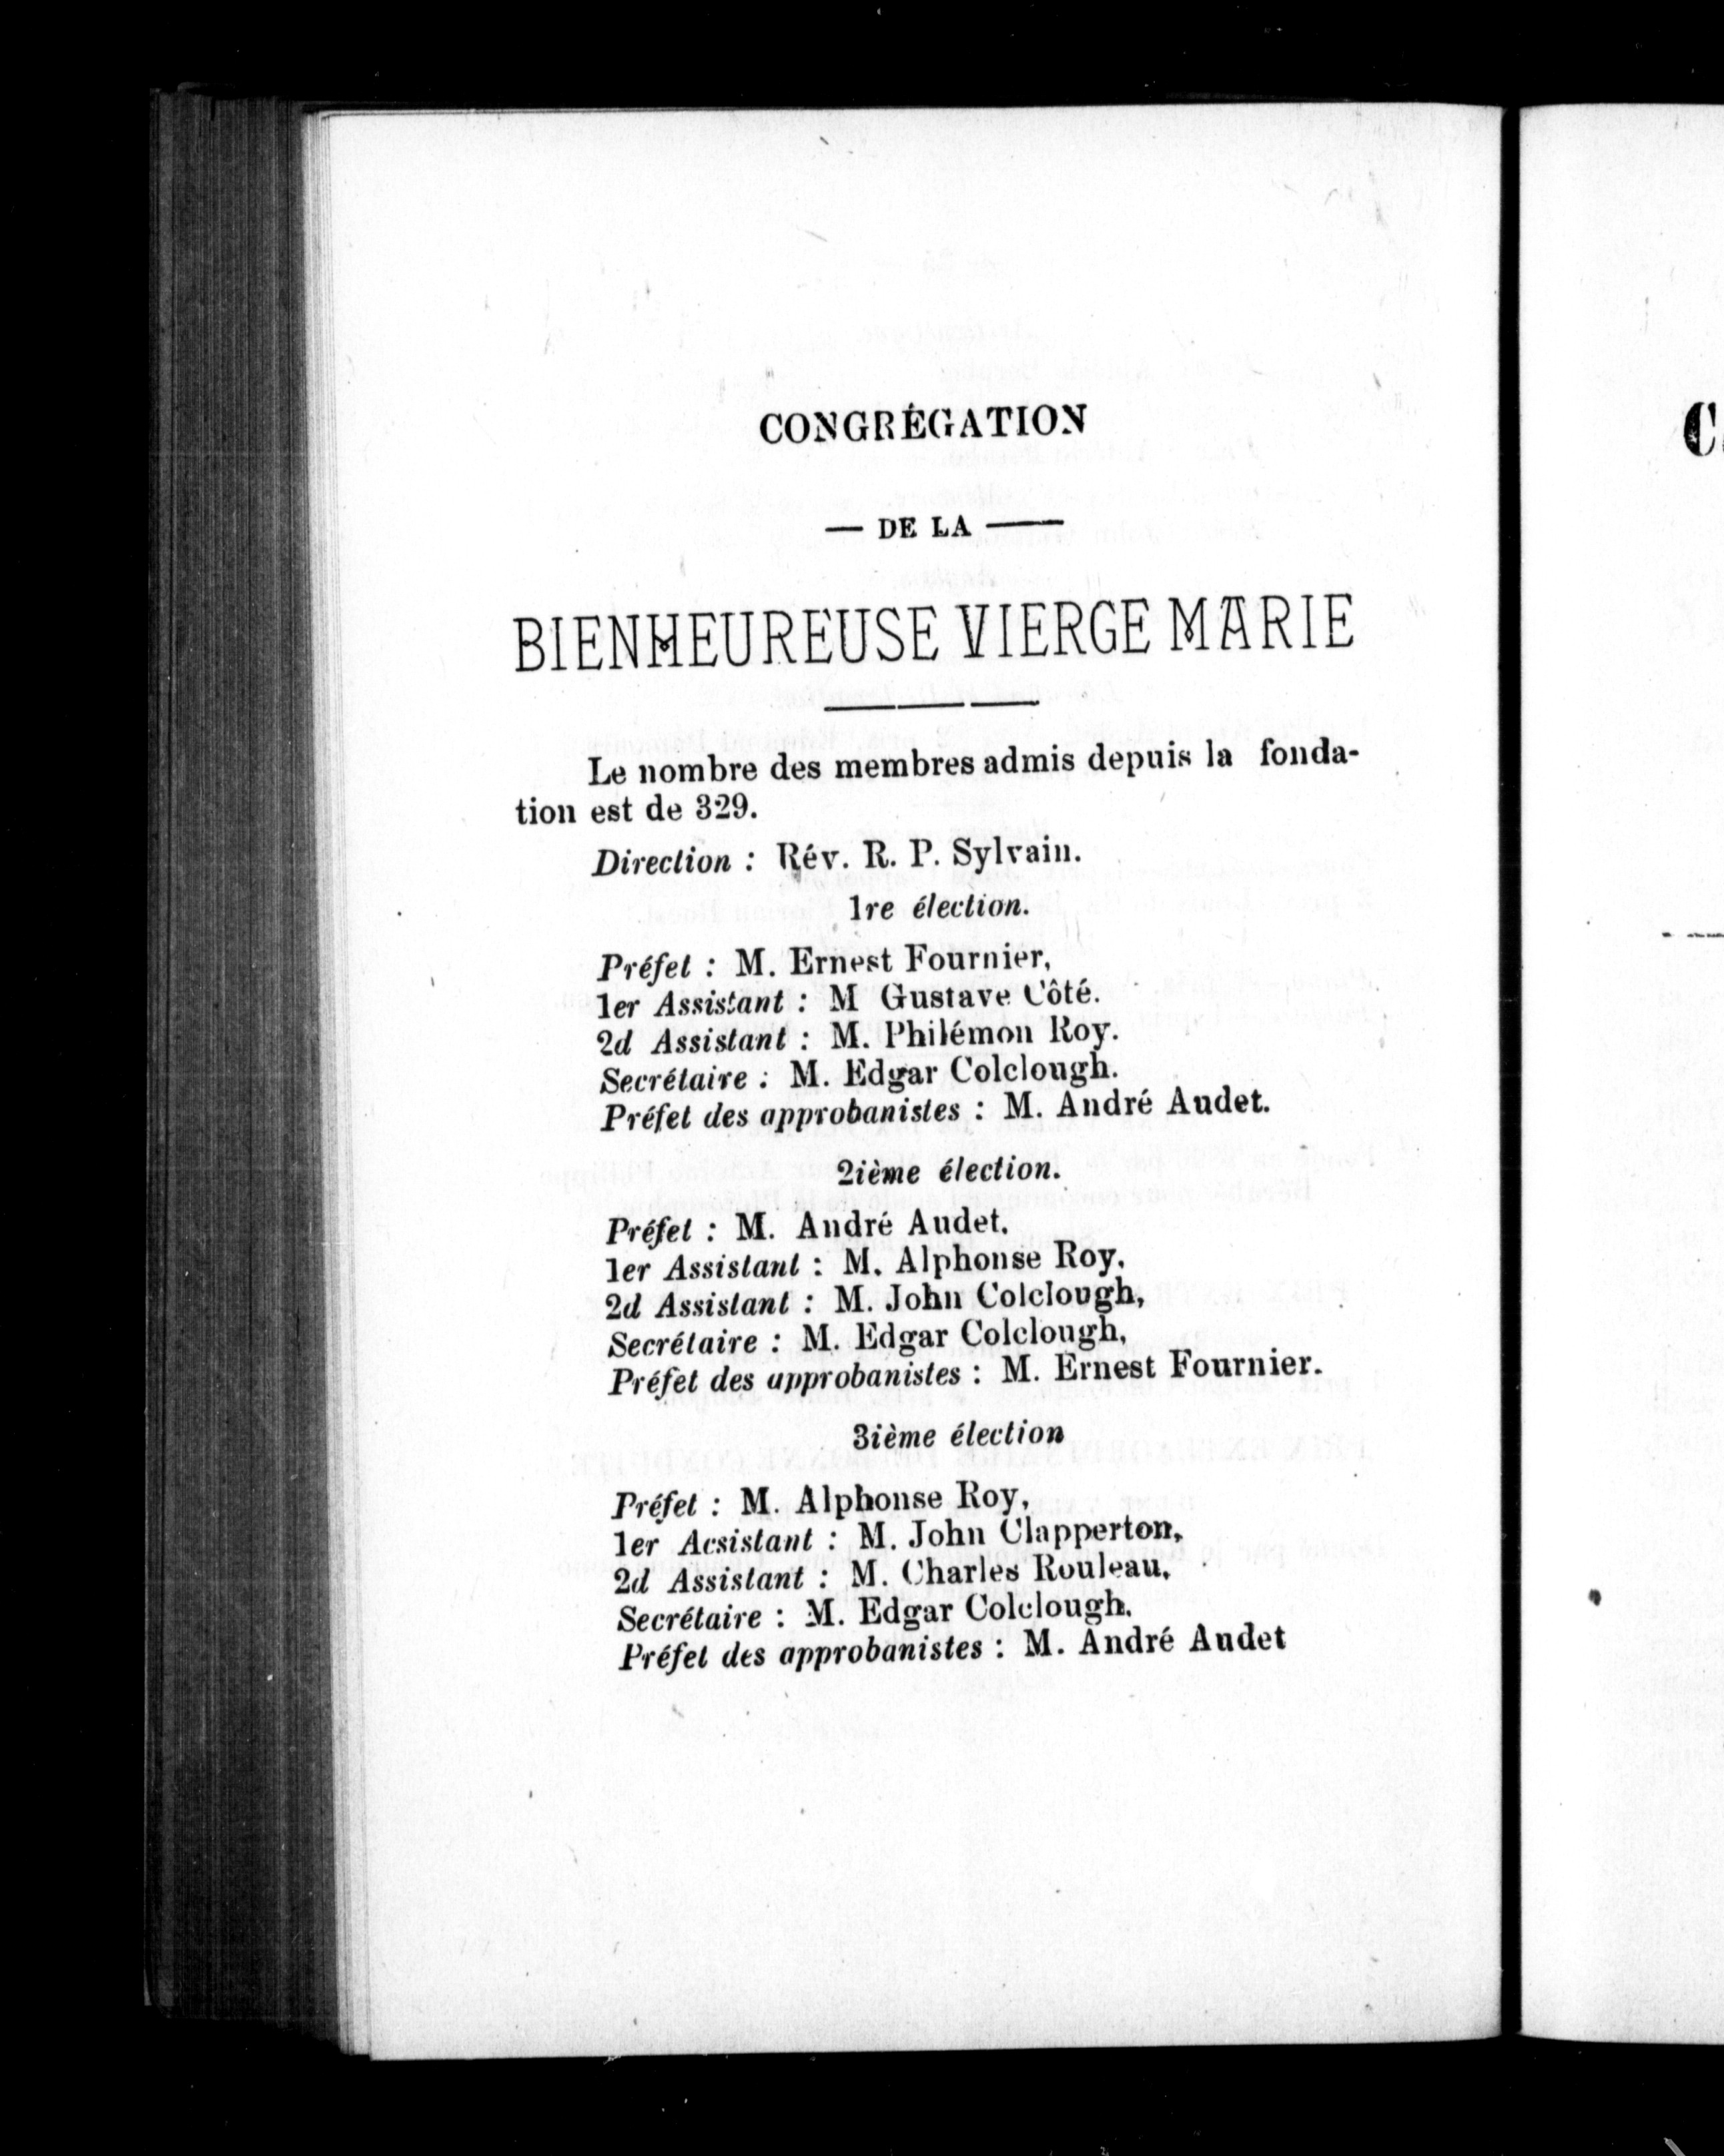 CONGRÉGATION
— DE LA —
BIENHEUREUSE VIERGE MARIE
Le nombre des membres admis depuis la fonda-
tion est de 329.
Direction : Rév. R. P. Sylvain.
1re élection.
Préfet : M. Ernest Fournier,
1er Assistant : M Gustave Côté.
2d Assistant : M. Philémon Roy.
Secrétaire : M. Edgar Colclough.
Préfet des approbanistes : M. André Audet.
2ième élection.
Préfet : M. André Audet,
1er Assistant : M. Alphonse Roy,
2d Assistant : M. John Colclough,
Secrétaire : M. Edgar Colclough,
Préfet des approbanistes : M. Ernest Fournier.
3ième élection
Préfet : M. Alphonse Roy,
1er Acsistant : M. John Clapperton,
2d Assistant : M. Charles Rouleau,
Secrétaire : M. Edgar Colclough,
Préfet des approbanistes : M. André Audet